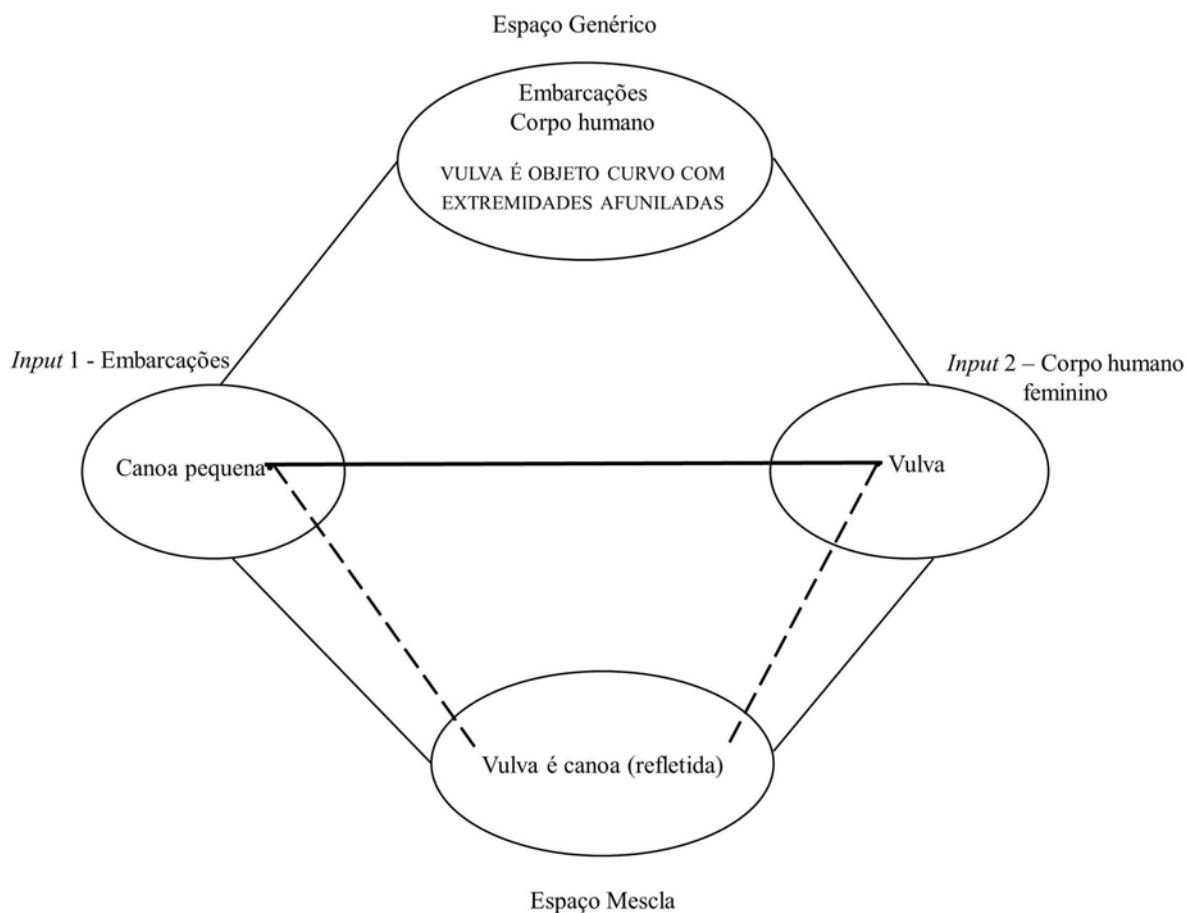 Espaço Genérico
Embarcações
Corpo humano
VULVA É OBJETO CURVO COM
EXTREMIDADES AFUNILADAS
Input 1 - Embarcações
Input 2 – Corpo humano
feminino
Canoa pequena
Vulva
Vulva é canoa (refletida)
Espaço Mescla